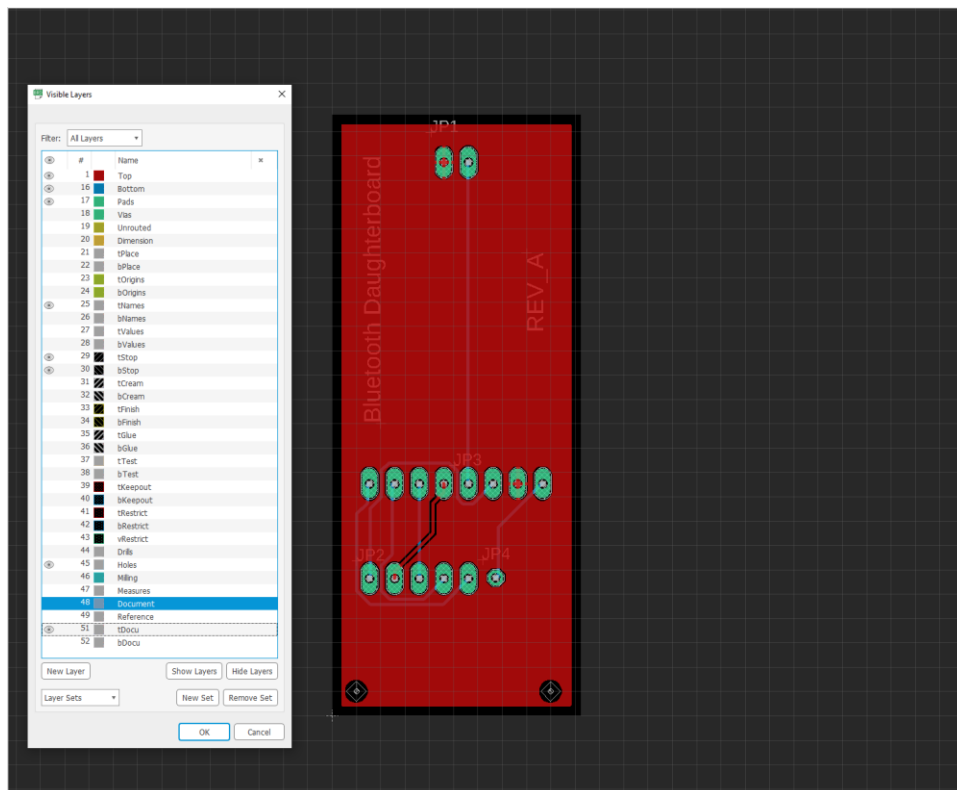 Visible Layers
Filter: All Layers
# Name
1 Top
16 Bottom
17 Pads
18 Vias
19 Unrouted
20 Dimension
21 tPlace
22 bPlace
23 tOrigins
24 bOrigins
25 tNames
26 bNames
27 tValues
28 bValues
29 tStop
30 bStop
31 tCream
32 bCream
33 tFinish
34 bFinish
35 tGlue
36 bGlue
37 tTest
38 bTest
39 tKeepout
40 bKeepout
41 tRestrict
42 bRestrict
43 vRestrict
44 Drills
45 Holes
46 Milling
47 Measures
48 Document
49 Reference
51 tDocu
52 bDocu
New Layer Show Layers Hide Layers
Layer Sets New Set Remove Set
OK Cancel
JP1
Bluetooth Daughterboard
REV_A
JP3
JP2
JP4